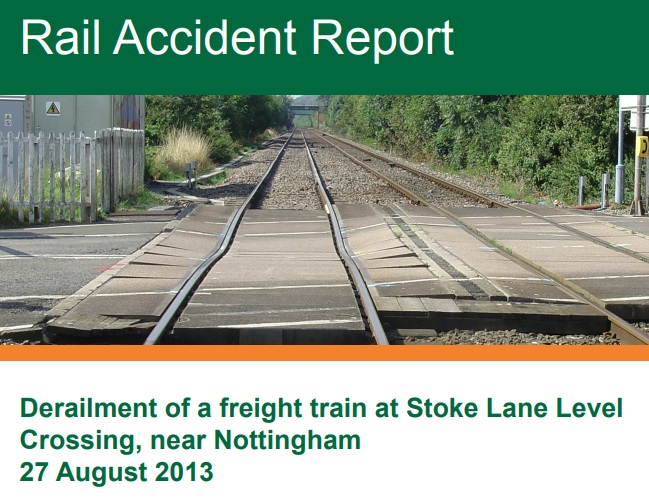 Rail Accident Report
Derailment of a freight train at Stoke Lane Level
Crossing, near Nottingham
27 August 2013